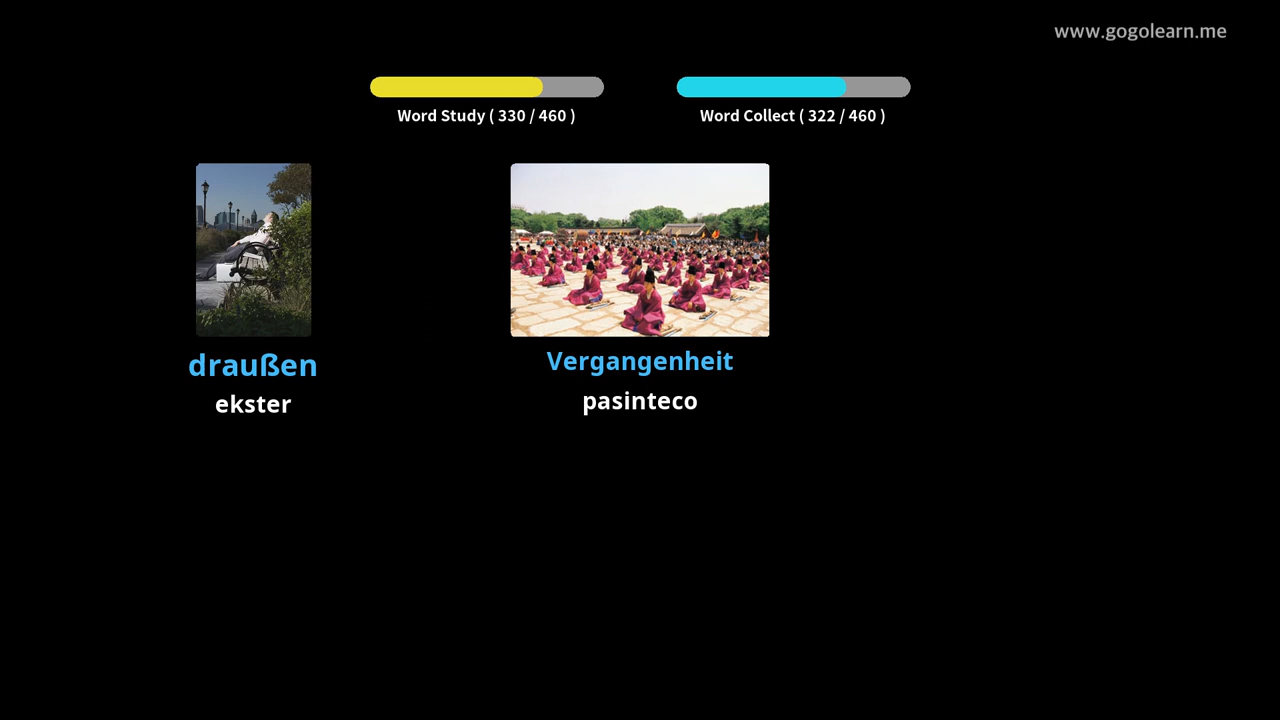 www.gogolearn.me
Word Study ( 330 / 460 )
Word Collect ( 322 / 460 )
draußen
ekster
Vergangenheit
pasinteco